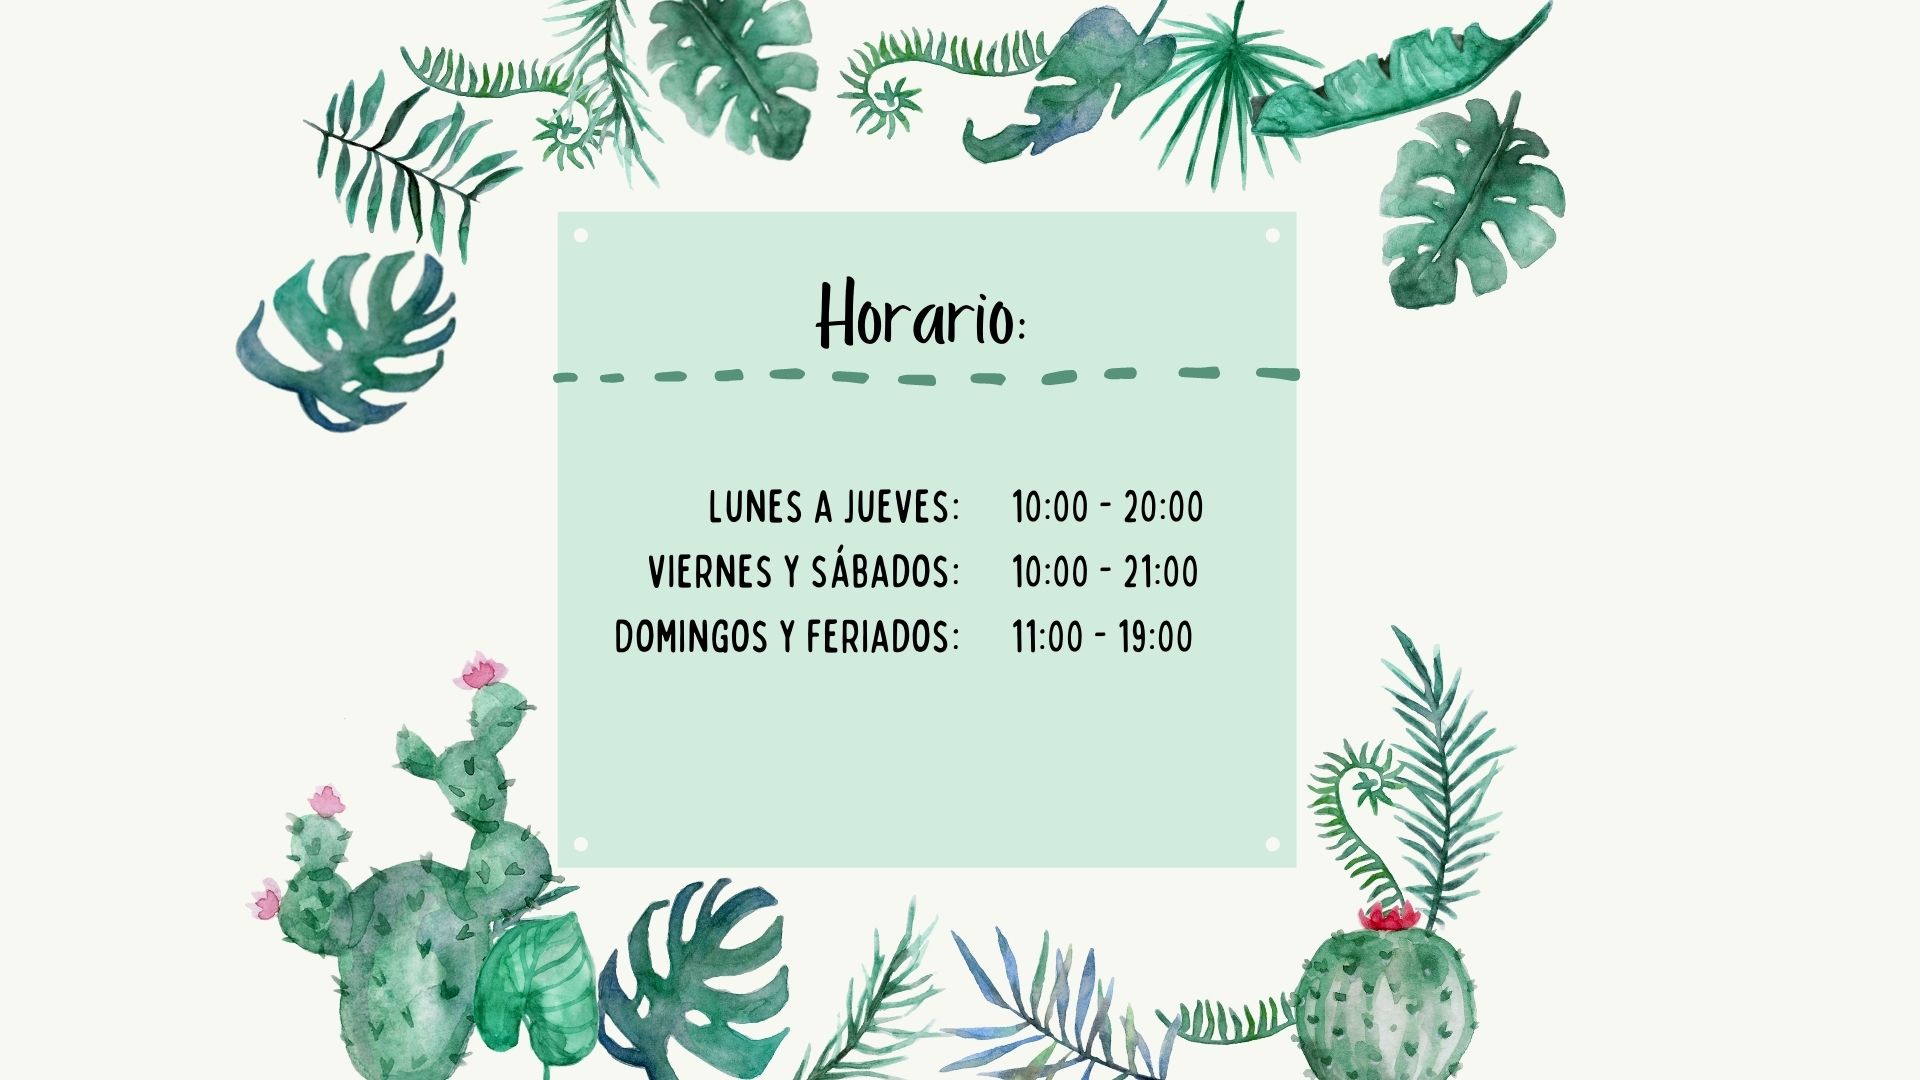 Horario:
LUNES A JUEVES: 10:00 - 20:00
VIERNES Y SÁBADOS: 10:00 - 21:00
DOMINGOS Y FERIADOS: 11:00 - 19:00